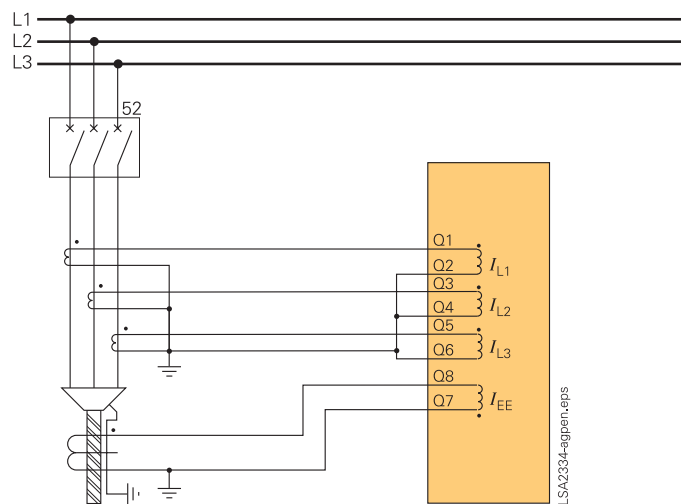 L1
L2
L3
52
Q1
Q2
Q3
Q4
Q5
Q6
Q8
Q7
IL1
IL2
IL3
IEE
LSA2334-agpen.eps